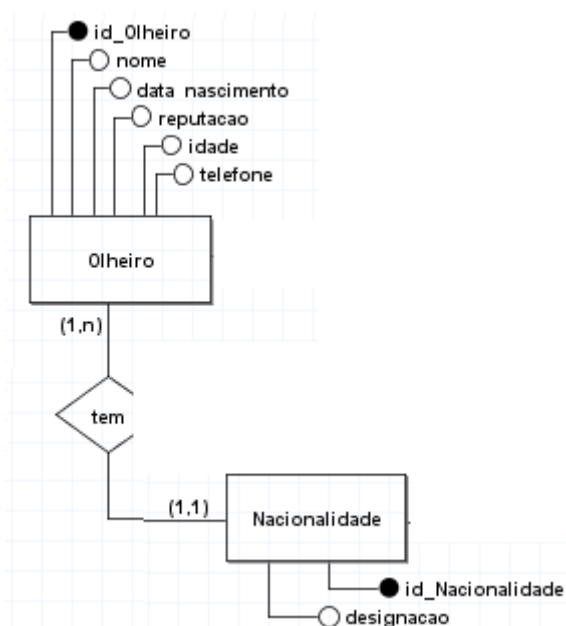 id_Olheiro
nome
data nascimento
reputacao
idade
telefone
Olheiro
(1,n)
tem
(1,1)
Nacionalidade
id_Nacionalidade
designacao